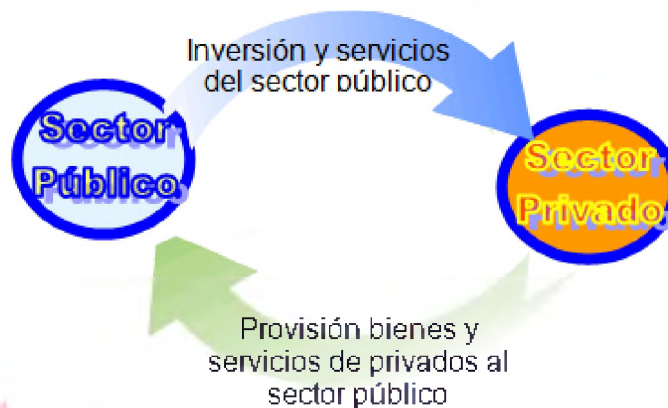 Inversión y servicios
del sector público
Sector
Público
Sector
Privado
Provisión bienes y
servicios de privados al
sector público